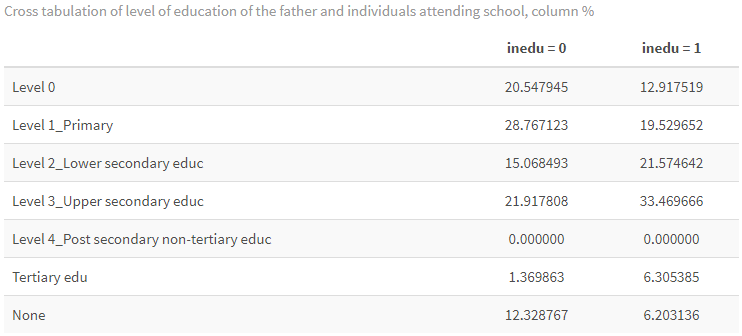 Cross tabulation of level of education of the father and individuals attending school, column %
inedu = 0 inedu = 1
Level 0 20.547945 12.917519
Level 1_Primary 28.767123 19.529652
Level 2_Lower secondary educ 15.068493 21.574642
Level 3_Upper secondary educ 21.917808 33.469666
Level 4_Post secondary non-tertiary educ 0.000000 0.000000
Tertiary edu 1.369863 6.305385
None 12.328767 6.203136